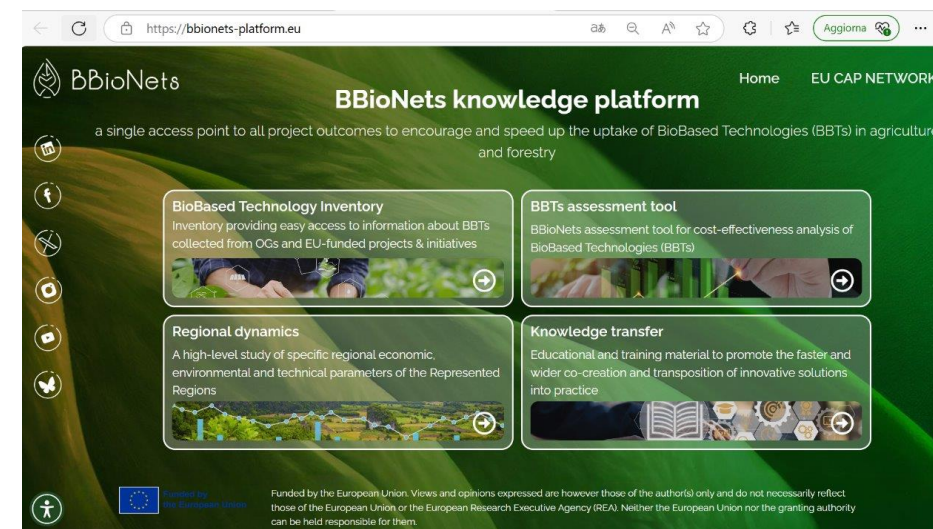 https://bbionets-platform.eu
Aggiorna
BBioNets
Home EU CAP NETWORK
BBioNets knowledge platform
a single access point to all project outcomes to encourage and speed up the uptake of BioBased Technologies (BBTs) in agriculture
and forestry
BioBased Technology Inventory
Inventory providing easy access to information about BBTs
collected from OGs and EU-funded projects & initiatives
BBTs assessment tool
BBioNets assessment tool for cost-effectiveness analysis of
BioBased Technologies (BBTs)
Regional dynamics
A high-level study of specific regional economic,
environmental and technical parameters of the Represented
Regions
Knowledge transfer
Educational and training material to promote the faster and
wider co-creation and transposition of innovative solutions
into practice
Funded by
the European Union
Funded by the European Union. Views and opinions expressed are however those of the author(s) only and do not necessarily reflect
those of the European Union or the European Research Executive Agency (REA). Neither the European Union nor the granting authority
can be held responsible for them.